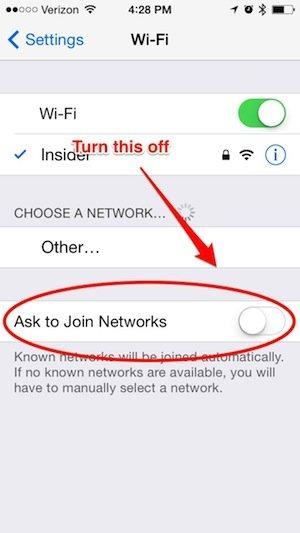 Verizon 4:28 PM
Settings Wi-Fi
Wi-Fi
Turn this off
Insider
CHOOSE A NETWORK...
Other...
Ask to Join Networks
Known networks will be joined automatically.
If no known networks are available, you will
have to manually select a network.